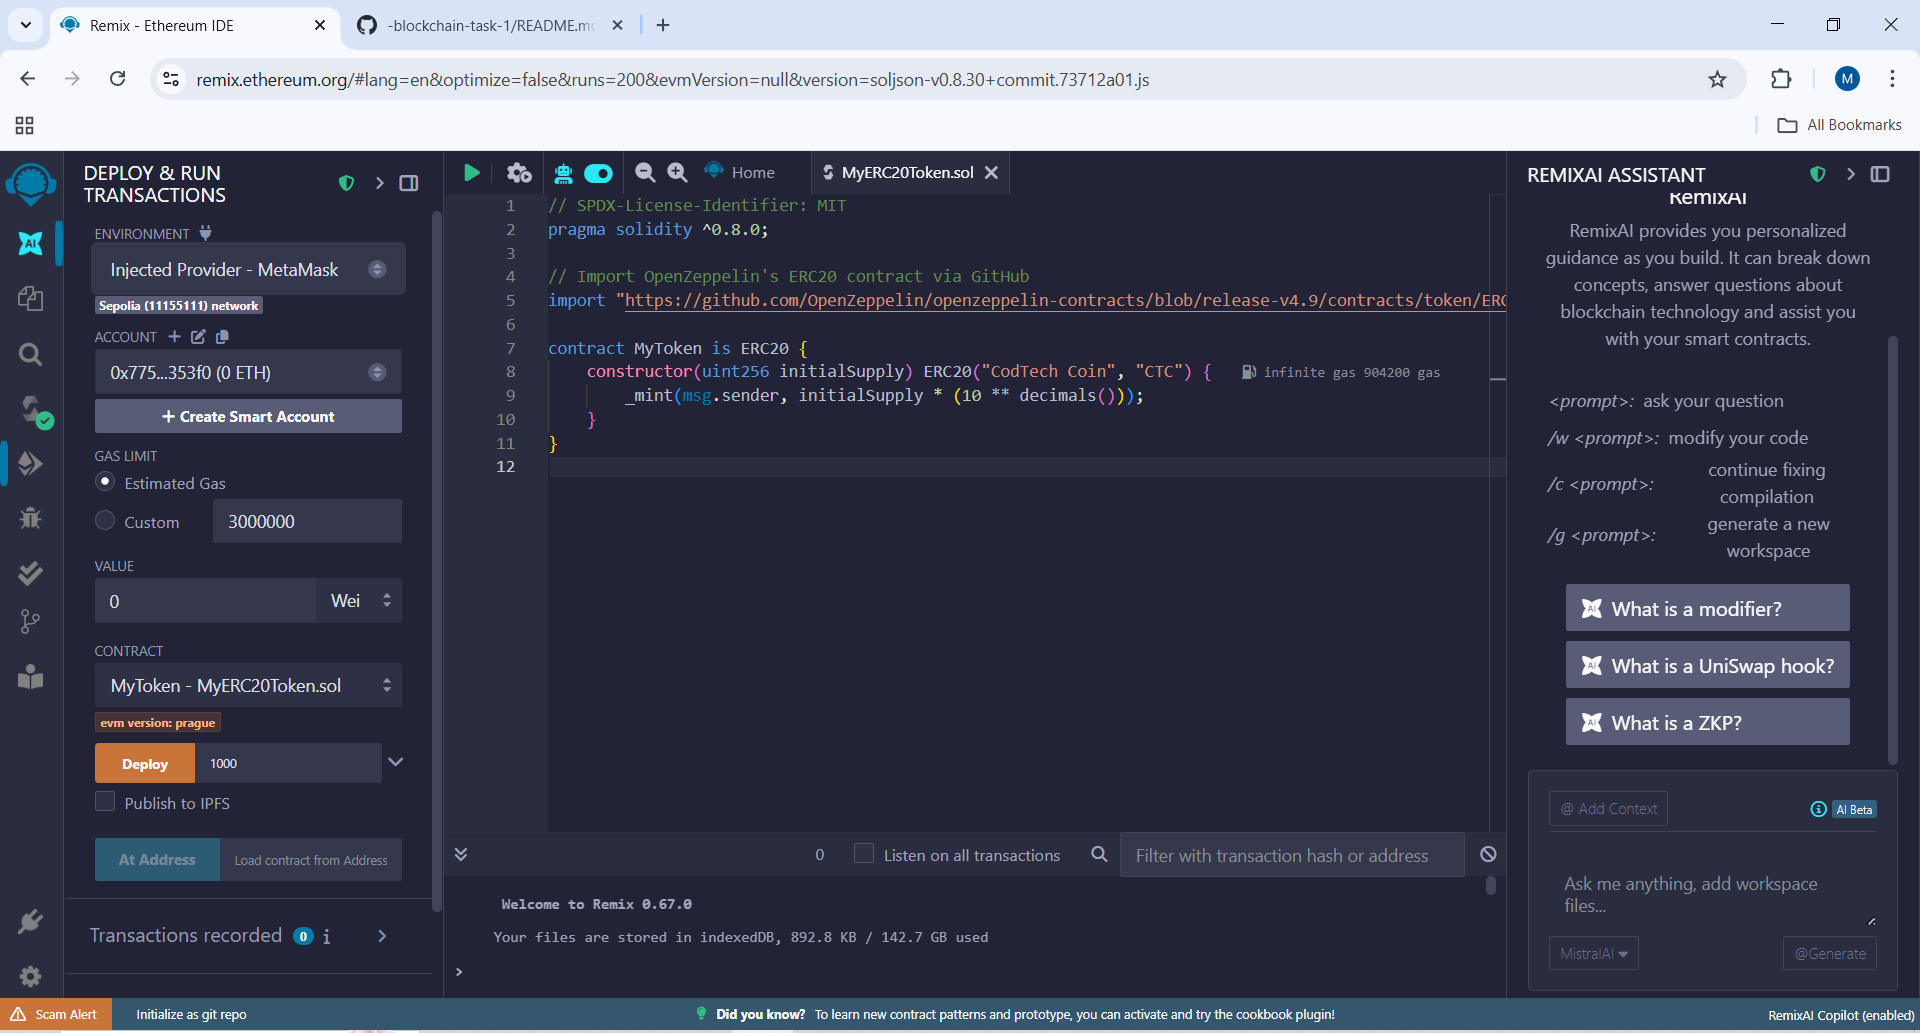 Remix - Ethereum IDE
-blockchain-task-1/README.mc
remix.ethereum.org/#lang=en&optimize=false&runs=200&evmVersion=null&version=soljson-v0.8.30+commit.73712a01.js
M
All Bookmarks
DEPLOY & RUN
TRANSACTIONS
ENVIRONMENT
Injected Provider - MetaMask
Sepolia (11155111) network
ACCOUNT
0x775...353f0 (0 ETH)
+ Create Smart Account
GAS LIMIT
Estimated Gas
Custom
3000000
VALUE
0
Wei
CONTRACT
MyToken - MyERC20Token.sol
evm version: prague
Deploy
1000
Publish to IPFS
At Address
Load contract from Address
Transactions recorded 0 i
AI
Home
MyERC20Token.sol
1 // SPDX-License-Identifier: MIT
2 pragma solidity ^0.8.0;
3
4 // Import OpenZeppelin's ERC20 contract via GitHub
5 import "https://github.com/OpenZeppelin/openzeppelin-contracts/blob/release-v4.9/contracts/token/ERC
6
7 contract MyToken is ERC20 {
8 constructor(uint256 initialSupply) ERC20("CodTech Coin", "CTC") { infinite gas 904200 gas
9 _mint(msg.sender, initialSupply * (10 ** decimals()));
10 }
11 }
12
0
Listen on all transactions
Filter with transaction hash or address
Welcome to Remix 0.67.0
Your files are stored in indexedDB, 892.8 KB / 142.7 GB used
>
REMIXAI ASSISTANT
RemixAI
RemixAI provides you personalized
guidance as you build. It can break down
concepts, answer questions about
blockchain technology and assist you
with your smart contracts.
<prompt>: ask your question
/w <prompt>: modify your code
/c <prompt>: continue fixing
compilation
/g <prompt>: generate a new
workspace
AI What is a modifier?
AI What is a UniSwap hook?
AI What is a ZKP?
@ Add Context
AI Beta
Ask me anything, add workspace
files...
MistralAI
@Generate
Scam Alert
Initialize as git repo
Did you know? To learn new contract patterns and prototype, you can activate and try the cookbook plugin!
RemixAI Copilot (enabled)